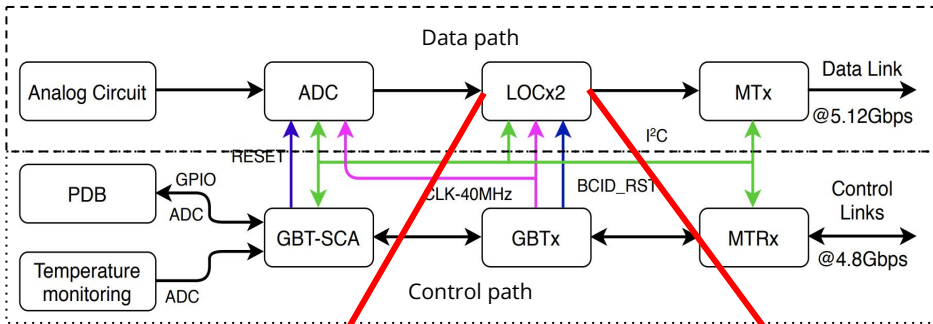 Data path
Analog Circuit
ADC
LOCx2
MTx
Data Link
@5.12Gbps
I²C
RESET
PDB
GPIO
ADC
CLK-40MHz
BCID_RST
GBT-SCA
GBTx
MTRx
Control
Links
@4.8Gbps
Temperature
monitoring
ADC
Control path